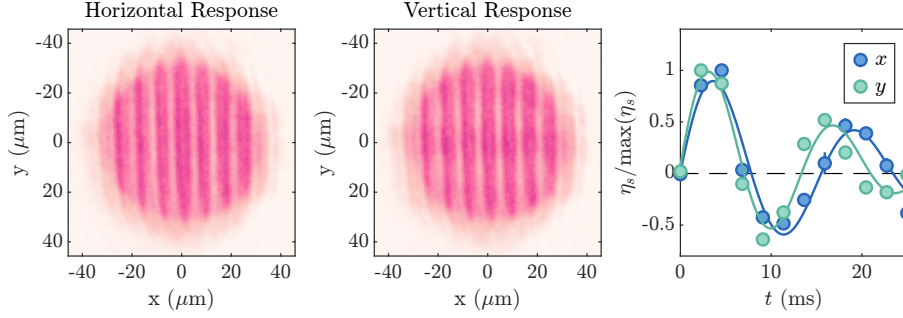 Horizontal Response
-40
-20
0
20
40
y (μm)
-40 -20 0 20 40
x (μm)
Vertical Response
-40
-20
0
20
40
y (μm)
-40 -20 0 20 40
x (μm)
1
0.5
0
-0.5
η_s/max(η_s)
0 10 20
t (ms)
x
y